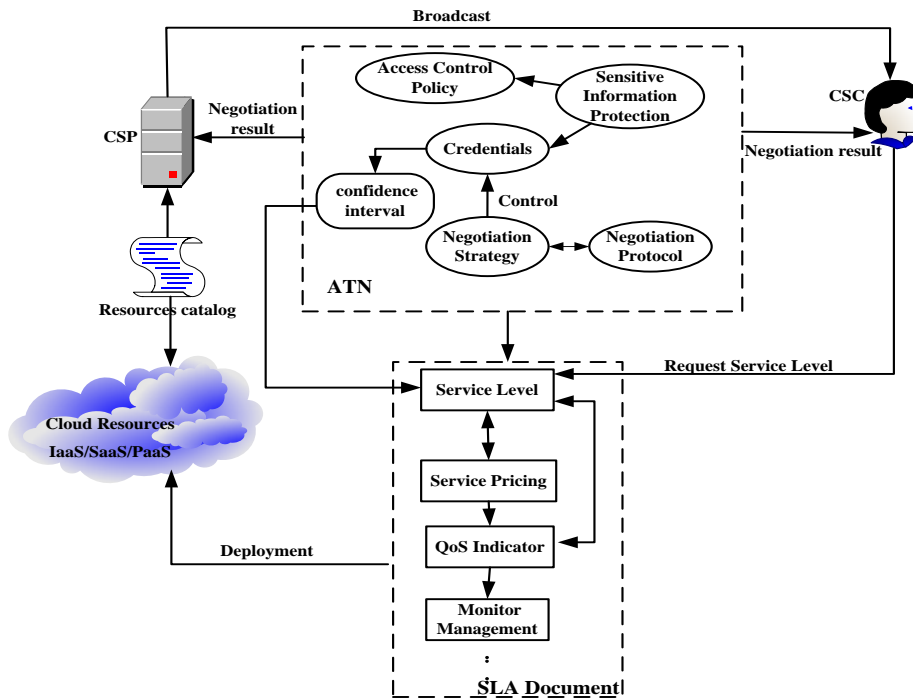 Broadcast
Access Control
Policy
Sensitive
Information
Protection
CSC
CSP
Negotiation
result
Credentials
Negotiation result
confidence
interval
Control
Negotiation
Strategy
Negotiation
Protocol
ATN
Resources catalog
Request Service Level
Service Level
Cloud Resources
IaaS/SaaS/PaaS
Service Pricing
QoS Indicator
Deployment
Monitor
Management
SLA Document